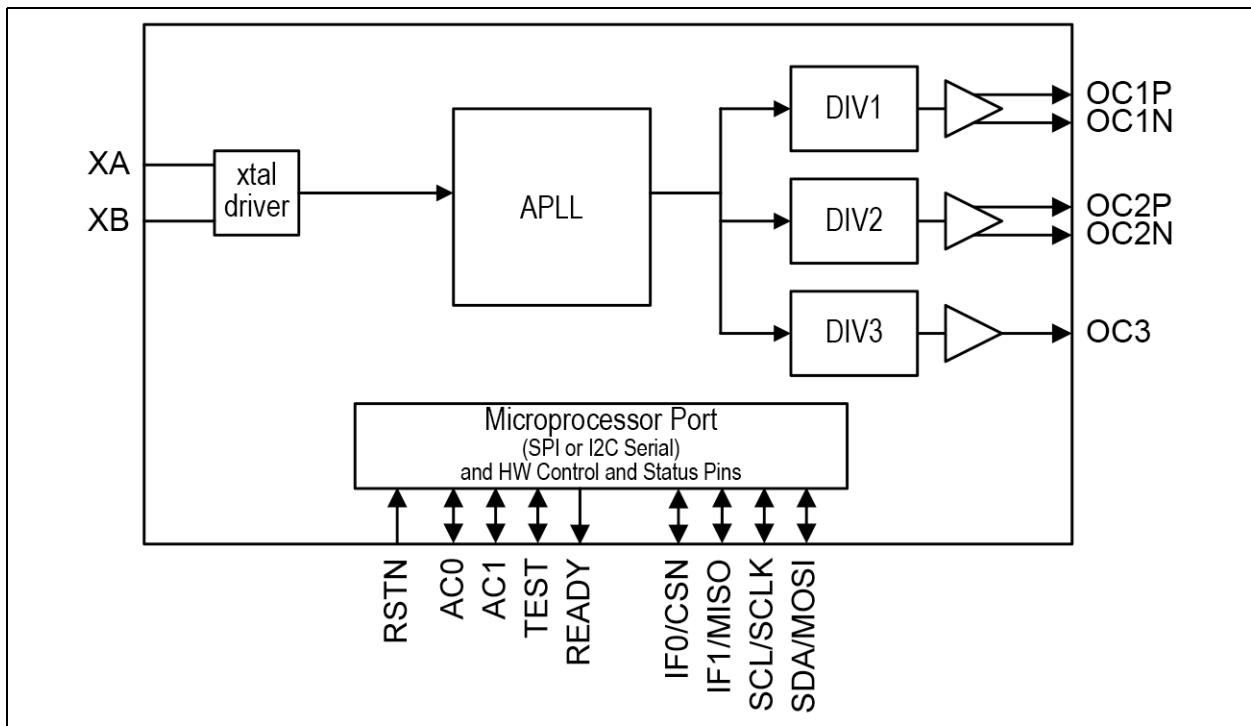 XA
XB
xtal
driver
APLL
DIV1
DIV2
DIV3
OC1P
OC1N
OC2P
OC2N
OC3
Microprocessor Port
(SPI or I2C Serial)
and HW Control and Status Pins
RSTN
AC0
AC1
TEST
READY
IF0/CSN
IF1/MISO
SCL/SCLK
SDA/MOSI